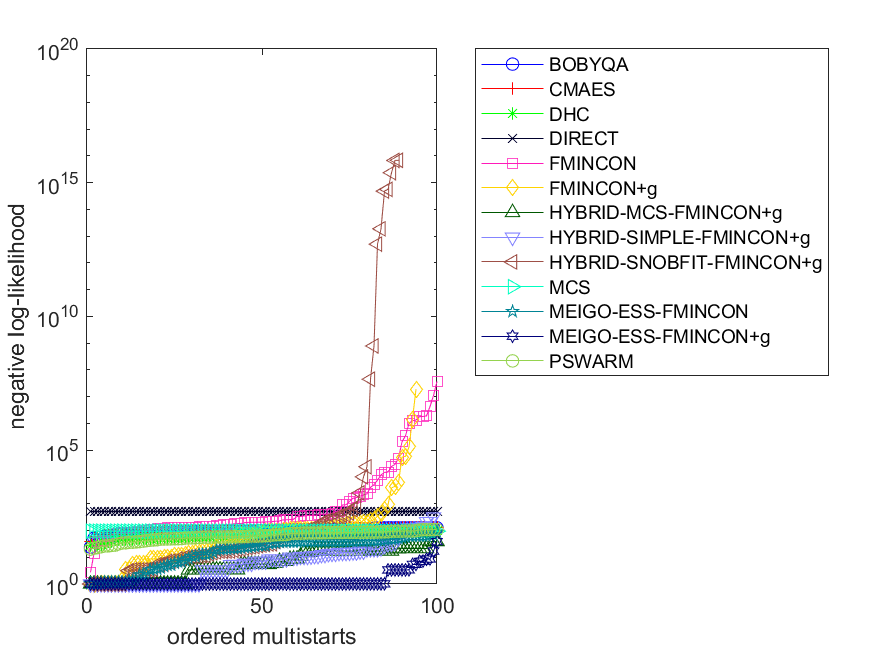 10^20
10^15
10^10
10^5
10^0
negative log-likelihood
0
50
100
ordered multistarts
BOBYQA
CMAES
DHC
DIRECT
FMINCON
FMINCON+g
HYBRID-MCS-FMINCON+g
HYBRID-SIMPLE-FMINCON+g
HYBRID-SNOBFIT-FMINCON+g
MCS
MEIGO-ESS-FMINCON
MEIGO-ESS-FMINCON+g
PSWARM